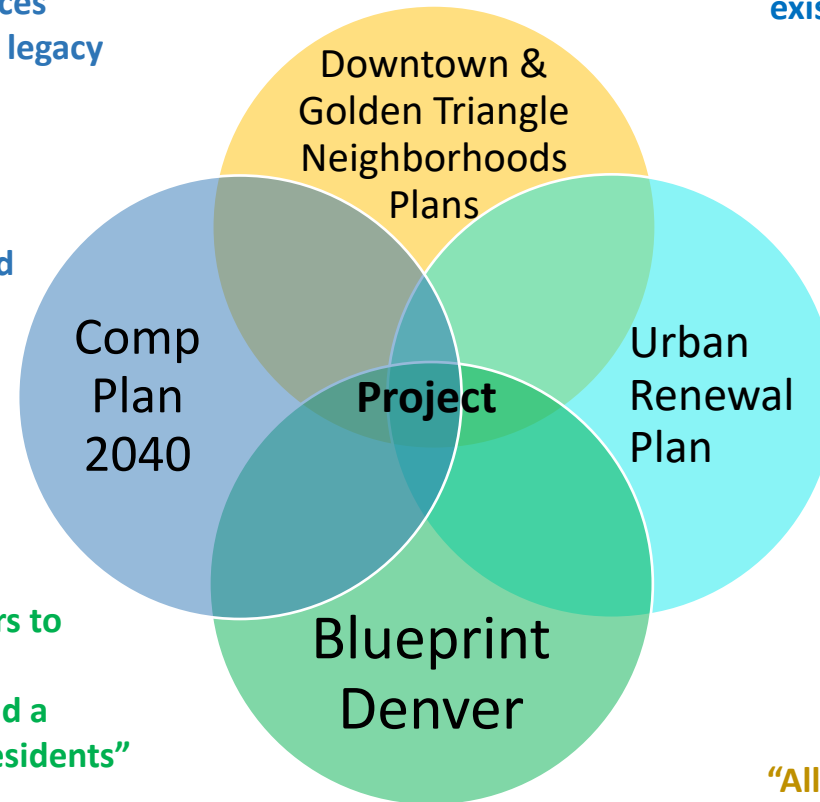 ces
legacy
exis
Downtown &
Golden Triangle
Neighborhoods
Plans
d
Comp
Plan
2040
Urban
Renewal
Plan
Project
rs to
d a
esidents”
Blueprint
Denver
“All